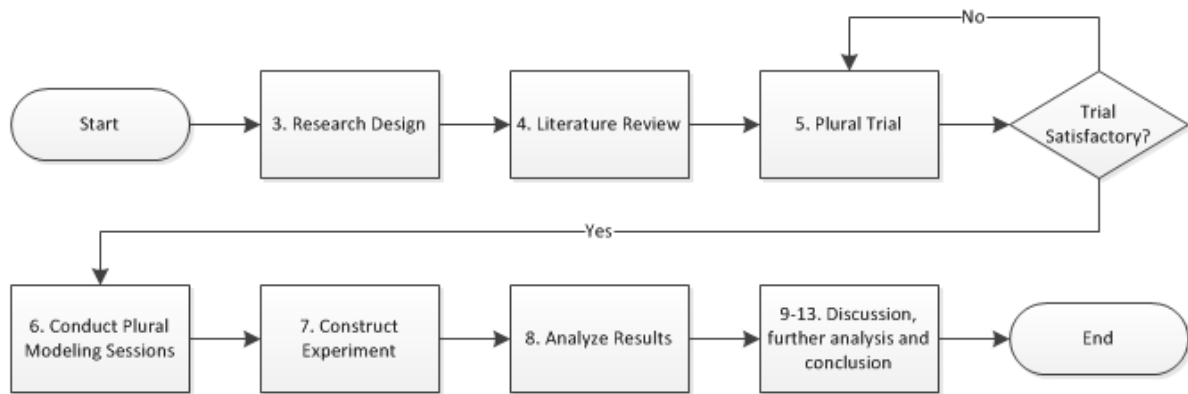 No
Start
3. Research Design
4. Literature Review
5. Plural Trial
Trial
Satisfactory?
Yes
6. Conduct Plural
Modeling Sessions
7. Construct
Experiment
8. Analyze Results
9-13. Discussion,
further analysis and
conclusion
End